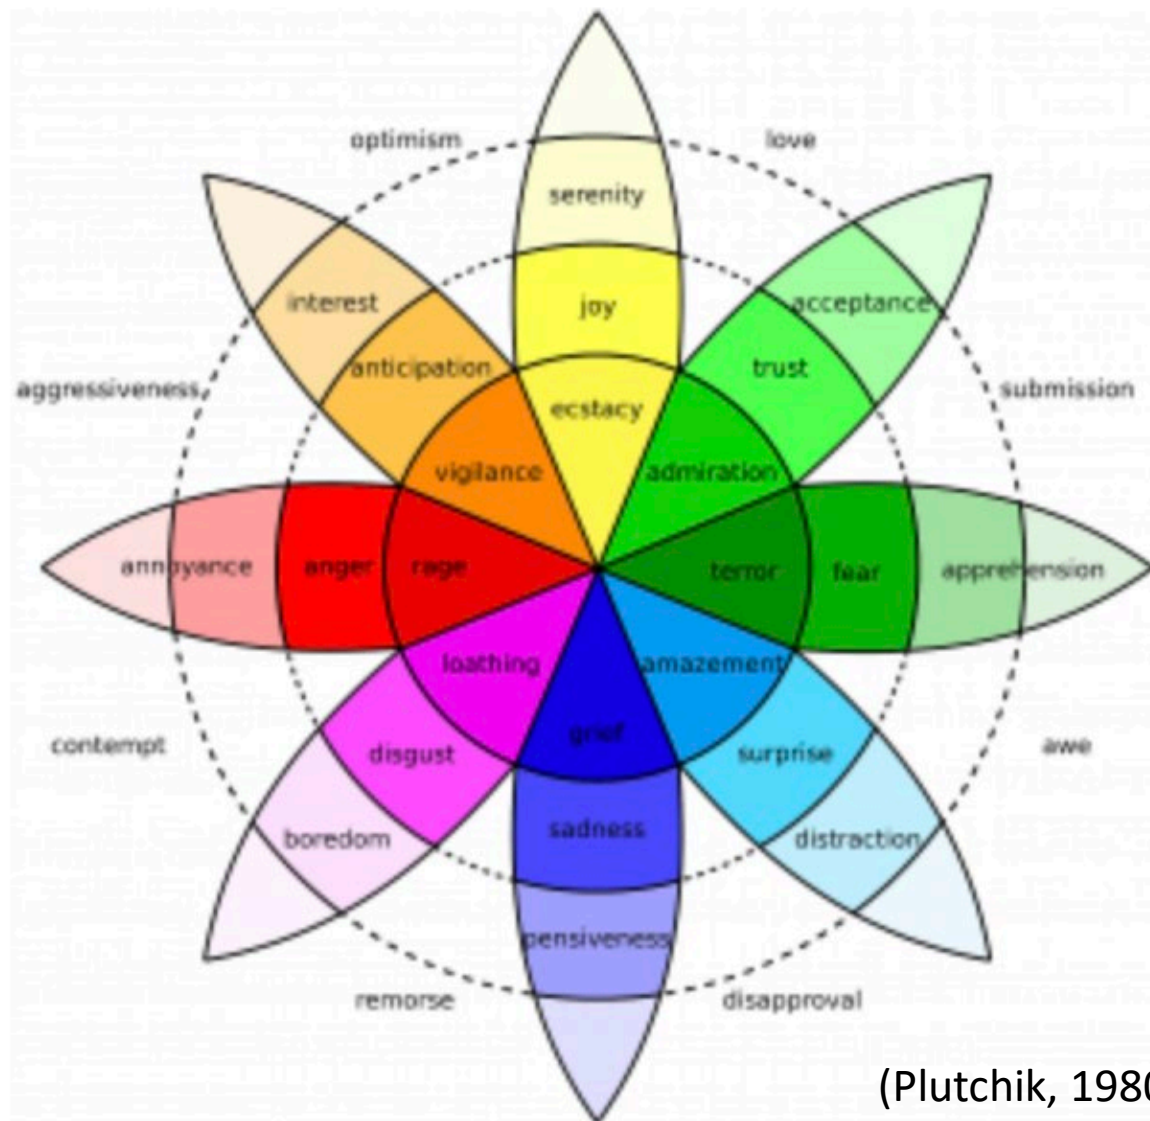 optimism
love
serenity
interest
acceptance
joy
anticipation
trust
aggressiveness
submission
ecstacy
vigilance
admiration
annoyance
anger
rage
terror
fear
apprehension
loathing
amazement
grief
contempt
disgust
surprise
awe
sadness
boredom
distraction
pensiveness
remorse
disapproval
(Plutchik, 1980